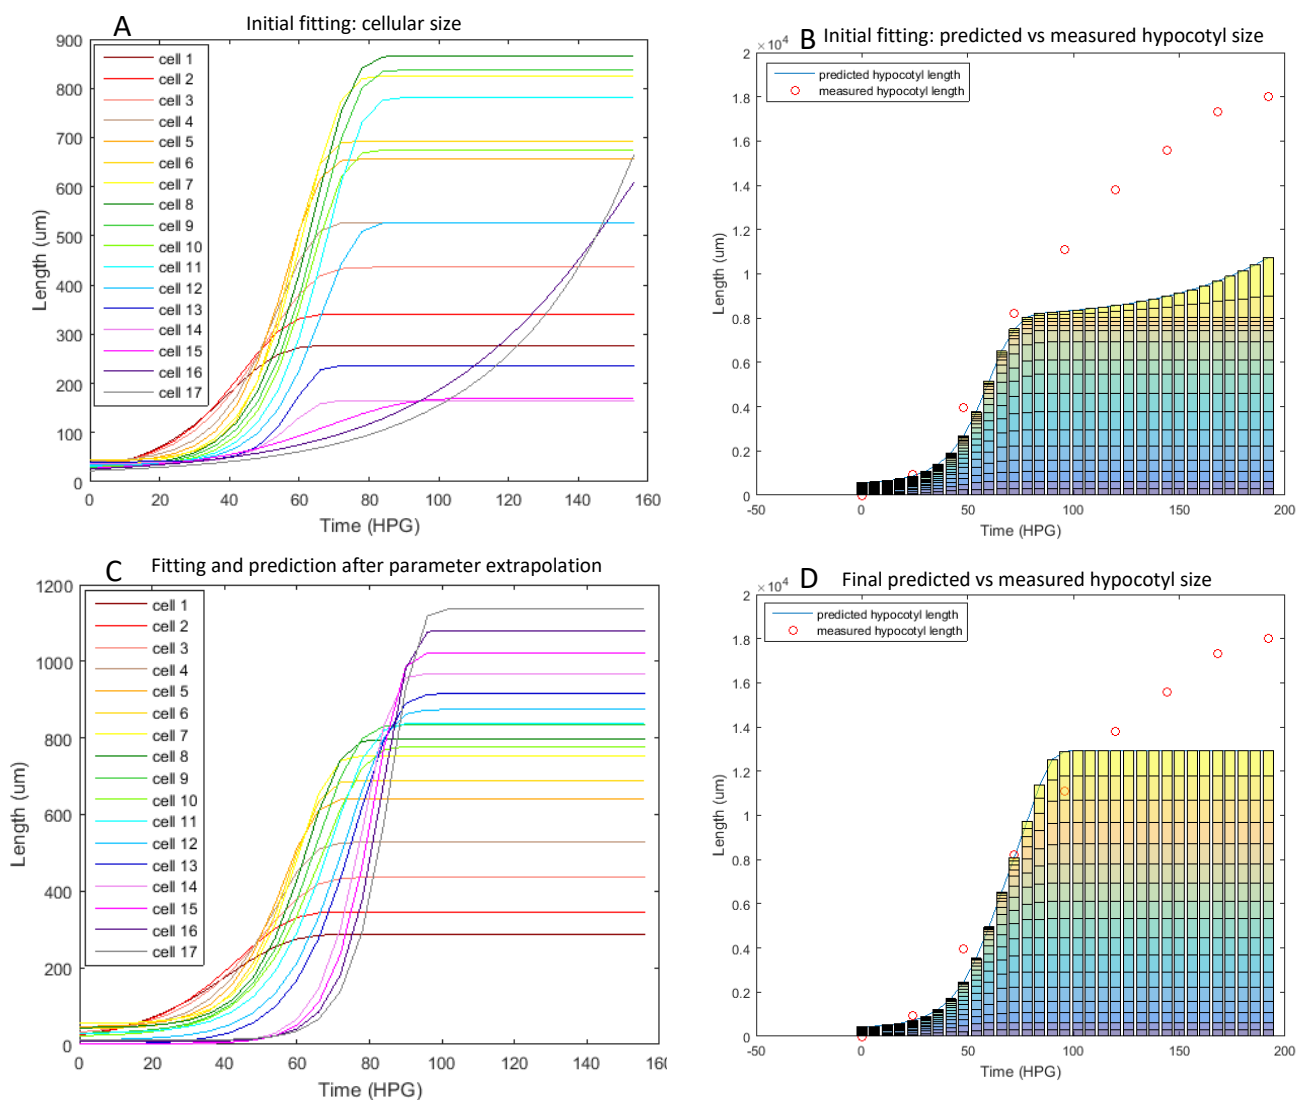 A
Initial fitting: cellular size
900
800
700
600
500
400
300
200
100
0
Length (um)
cell 1
cell 2
cell 3
cell 4
cell 5
cell 6
cell 7
cell 8
cell 9
cell 10
cell 11
cell 12
cell 13
cell 14
cell 15
cell 16
cell 17
0 20 40 60 80 100 120 140 160
Time (HPG)
B
Initial fitting: predicted vs measured hypocotyl size
×10⁴
2
1.8
1.6
1.4
1.2
1
0.8
0.6
0.4
0.2
0
Length (um)
predicted hypocotyl length
measured hypocotyl length
-50 0 50 100 150 200
Time (HPG)
C
Fitting and prediction after parameter extrapolation
1200
1000
800
600
400
200
0
Length (um)
cell 1
cell 2
cell 3
cell 4
cell 5
cell 6
cell 7
cell 8
cell 9
cell 10
cell 11
cell 12
cell 13
cell 14
cell 15
cell 16
cell 17
0 20 40 60 80 100 120 140 160
Time (HPG)
D
Final predicted vs measured hypocotyl size
×10⁴
2
1.8
1.6
1.4
1.2
1
0.8
0.6
0.4
0.2
0
Length (um)
predicted hypocotyl length
measured hypocotyl length
-50 0 50 100 150 200
Time (HPG)